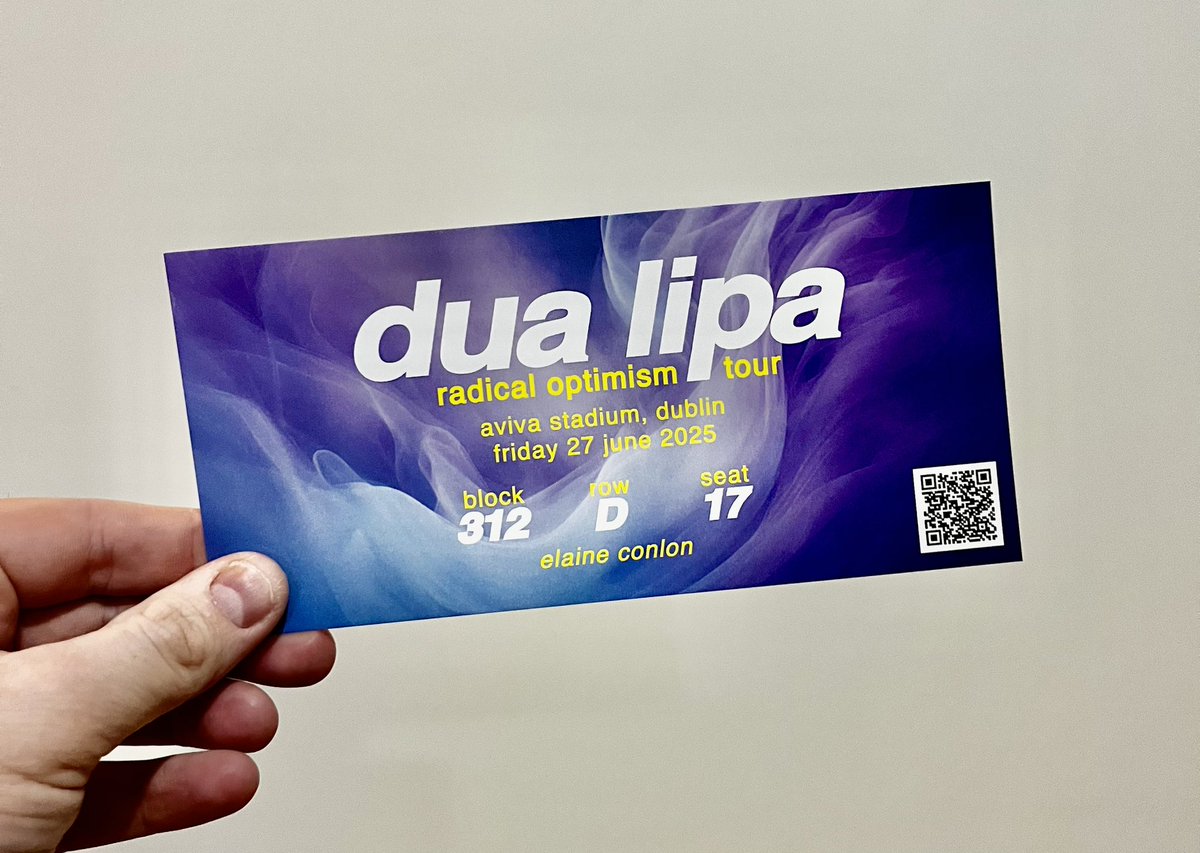 dua lipa
radical optimism tour
aviva stadium, dublin
friday 27 june 2025
block row seat
312 D 17
elaine conlon